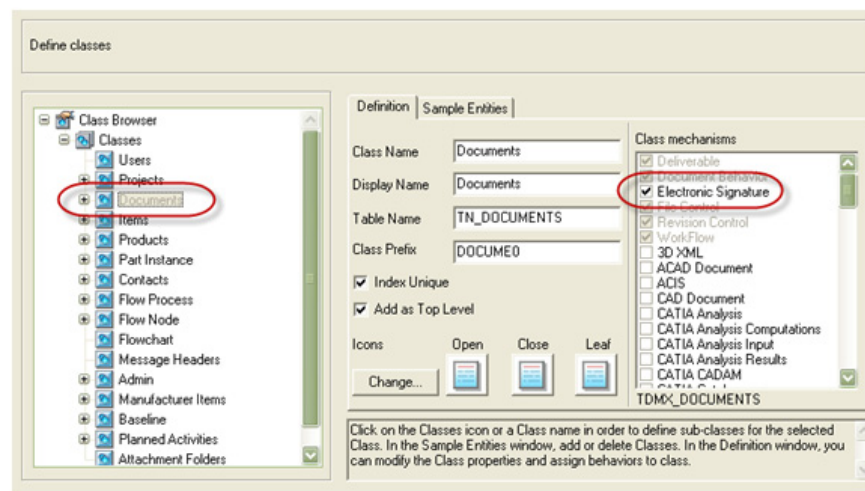 Define classes
Class Browser
Classes
Users
Projects
Documents
Items
Products
Part Instance
Contacts
Flow Process
Flow Node
Flowchart
Message Headers
Admin
Manufacturer Items
Baseline
Planned Activities
Attachment Folders
Definition
Sample Entities
Class Name
Documents
Display Name
Documents
Table Name
TN_DOCUMENTS
Class Prefix
DOCUME0
Index Unique
Add as Top Level
Icons
Open
Close
Leaf
Change...
Class mechanisms
Deliverable
Document Behavior
Electronic Signature
File Control
Revision Control
WorkFlow
3D XML
ACAD Document
ACIS
CAD Document
CATIA Analysis
CATIA Analysis Computations
CATIA Analysis Input
CATIA Analysis Results
CATIA CADAM
TDMX_DOCUMENTS
Click on the Classes icon or a Class name in order to define sub-classes for the selected
Class. In the Sample Entities window, add or delete Classes. In the Definition window, you
can modify the Class properties and assign behaviors to class.